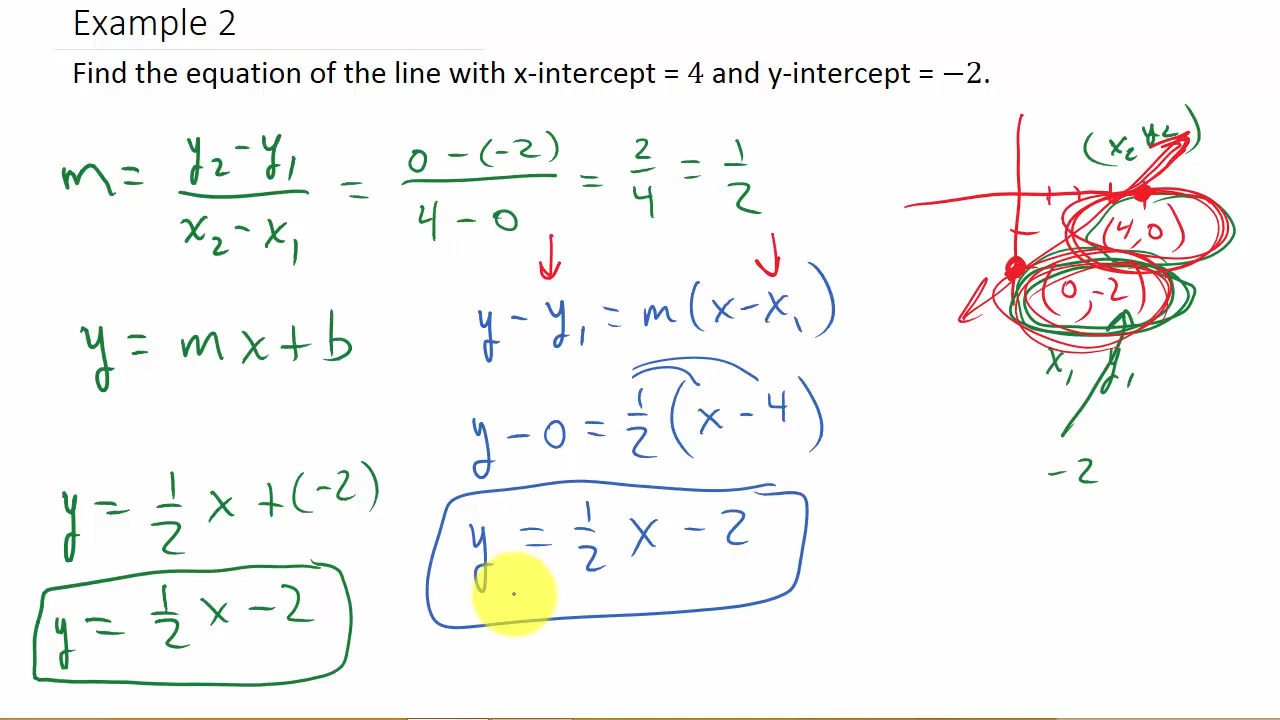 Example 2
Find the equation of the line with x-intercept = 4 and y-intercept = −2.
m = (y₂ − y₁)/(x₂ − x₁) = (0 − (−2))/(4 − 0) = 2/4 = 1/2
y = mx + b
y = 1/2 x + (−2)
y = 1/2 x − 2
y − y₁ = m(x − x₁)
y − 0 = 1/2 (x − 4)
y = 1/2 x − 2
(x₂ y₂)
(4, 0)
(0, −2)
x₁ y₁
−2